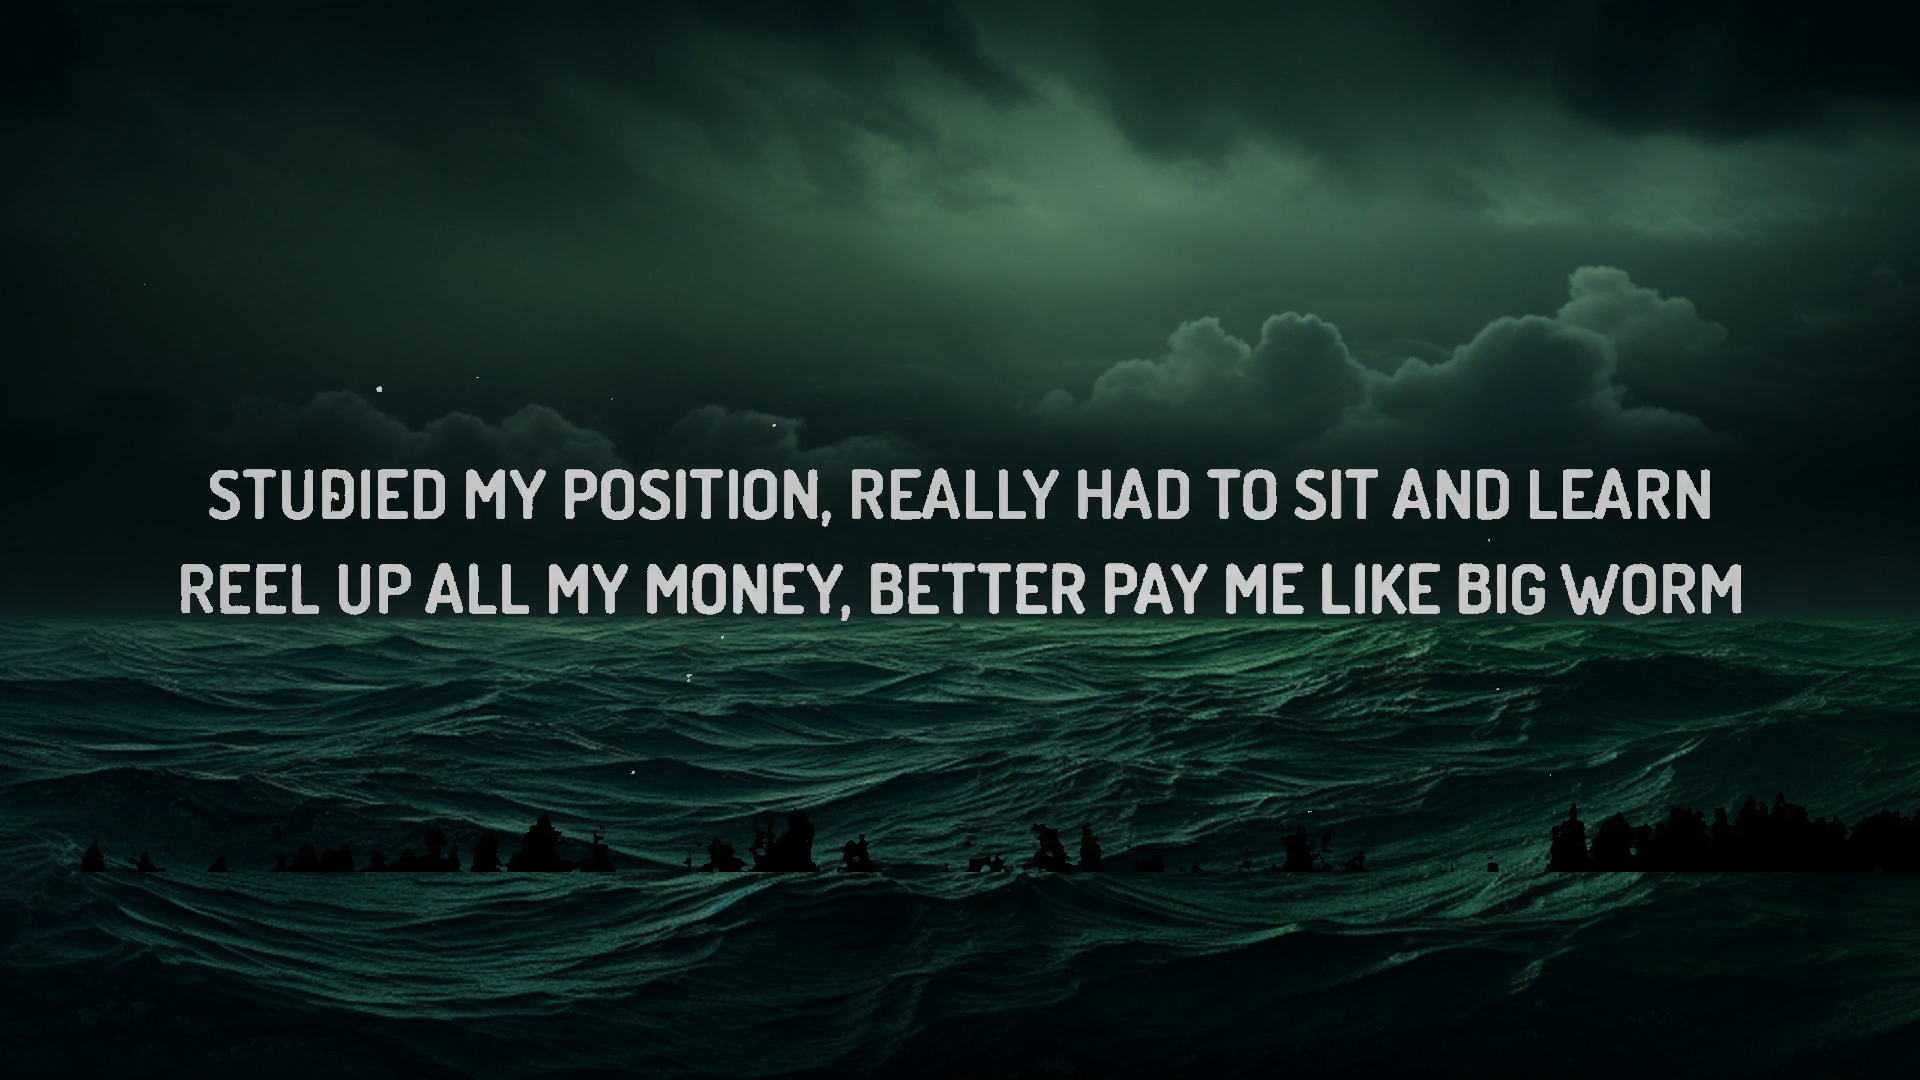 STUDIED MY POSITION, REALLY HAD TO SIT AND LEARN
REEL UP ALL MY MONEY, BETTER PAY ME LIKE BIG WORM